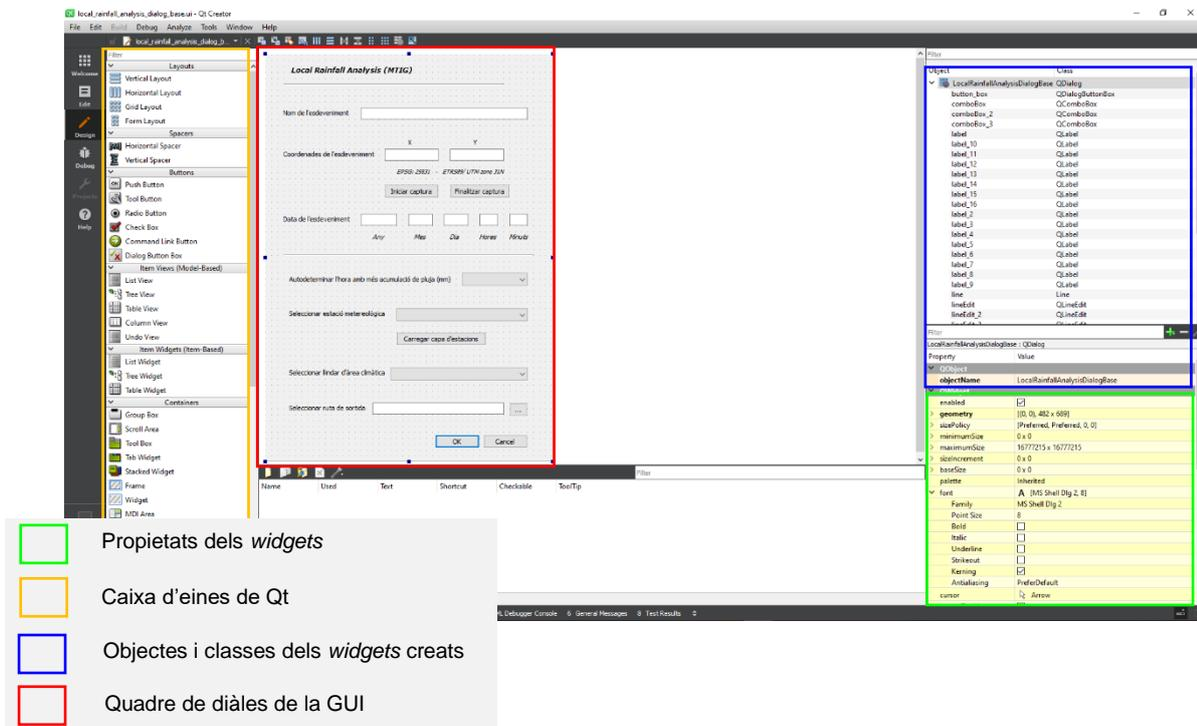 local_rainfall_analysis_dialog_base.ui - Qt Creator
File Edit Build Debug Analyze Tools Window Help
local_rainfall_analysis_dialog_b...
Filter
Welcome
Edit
Design
Debug
Projects
Help
Layouts
Vertical Layout
Horizontal Layout
Grid Layout
Form Layout
Spacers
Horizontal Spacer
Vertical Spacer
Buttons
Push Button
Tool Button
Radio Button
Check Box
Command Link Button
Dialog Button Box
Item Views (Model-Based)
List View
Tree View
Table View
Column View
Undo View
Item Widgets (Item-Based)
List Widget
Tree Widget
Table Widget
Containers
Group Box
Scroll Area
Tool Box
Tab Widget
Stacked Widget
Frame
Widget
MDI Area
Local Rainfall Analysis (MTIG)
Nom de l'esdeveniment
X Y
Coordenades de l'esdeveniment
EPSG: 25831 - ETRS89/ UTM zone 31N
Iniciar captura Finalitzar captura
Data de l'esdeveniment
Any Mes Dia Hores Minuts
Autodeterminar l'hora amb més acumulació de pluja (mm)
Seleccionar estació metereològica
Carregar capa d'estacions
Seleccionar llindar d'àrea climàtica
Seleccionar ruta de sortida ...
OK Cancel
Filter
Name Used Text Shortcut Checkable ToolTip
Filter
Object Class
LocalRainfallAnalysisDialogBase QDialog
button_box QDialogButtonBox
comboBox QComboBox
comboBox_2 QComboBox
comboBox_3 QComboBox
label QLabel
label_10 QLabel
label_11 QLabel
label_12 QLabel
label_13 QLabel
label_14 QLabel
label_15 QLabel
label_16 QLabel
label_2 QLabel
label_3 QLabel
label_4 QLabel
label_5 QLabel
label_6 QLabel
label_7 QLabel
label_8 QLabel
label_9 QLabel
line Line
lineEdit QLineEdit
lineEdit_2 QLineEdit
Filter
LocalRainfallAnalysisDialogBase : QDialog
Property Value
QObject
objectName LocalRainfallAnalysisDialogBase
enabled
geometry [(0, 0), 482 x 689]
sizePolicy [Preferred, Preferred, 0, 0]
minimumSize 0 x 0
maximumSize 16777215 x 16777215
sizeIncrement 0 x 0
baseSize 0 x 0
palette Inherited
font A [MS Shell Dlg 2, 8]
Family MS Shell Dlg 2
Point Size 8
Bold
Italic
Underline
Strikeout
Kerning
Antialiasing PreferDefault
cursor Arrow
Debugger Console 6 General Messages 8 Test Results
Propietats dels widgets
Caixa d'eines de Qt
Objectes i classes dels widgets creats
Quadre de diàles de la GUI